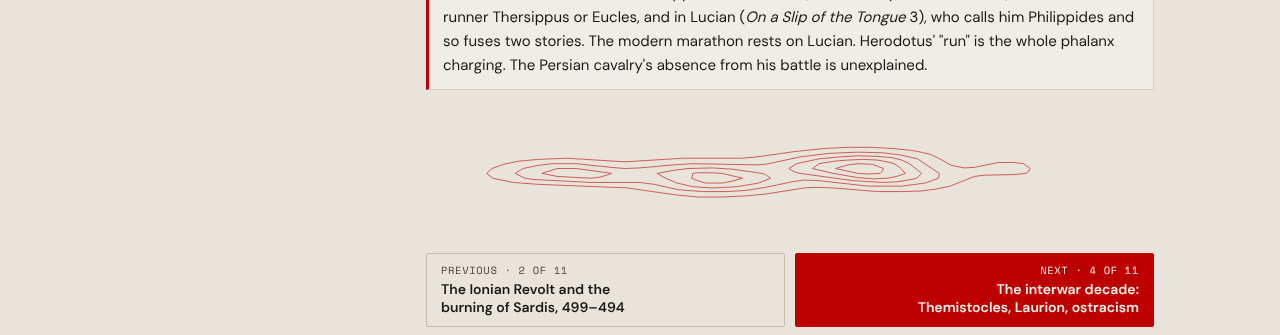 runner Thersippus or Eucles, and in Lucian (On a Slip of the Tongue 3), who calls him Philippides and
so fuses two stories. The modern marathon rests on Lucian. Herodotus' "run" is the whole phalanx
charging. The Persian cavalry's absence from his battle is unexplained.
PREVIOUS · 2 OF 11
The Ionian Revolt and the
burning of Sardis, 499–494
NEXT · 4 OF 11
The interwar decade:
Themistocles, Laurion, ostracism